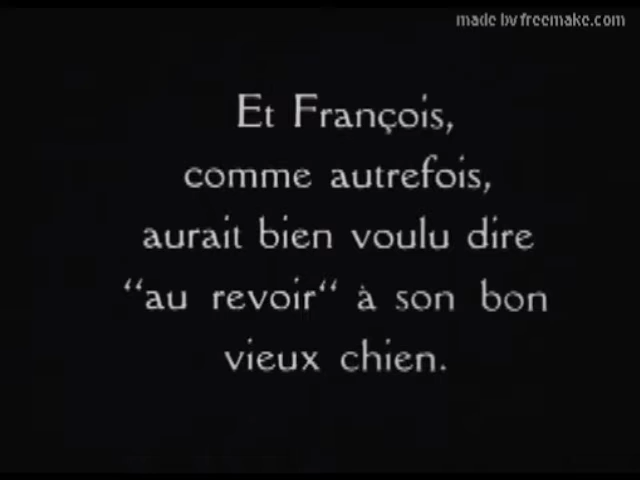 made by freemake.com
Et François,
comme autrefois,
aurait bien voulu dire
“au revoir“ à son bon
vieux chien.